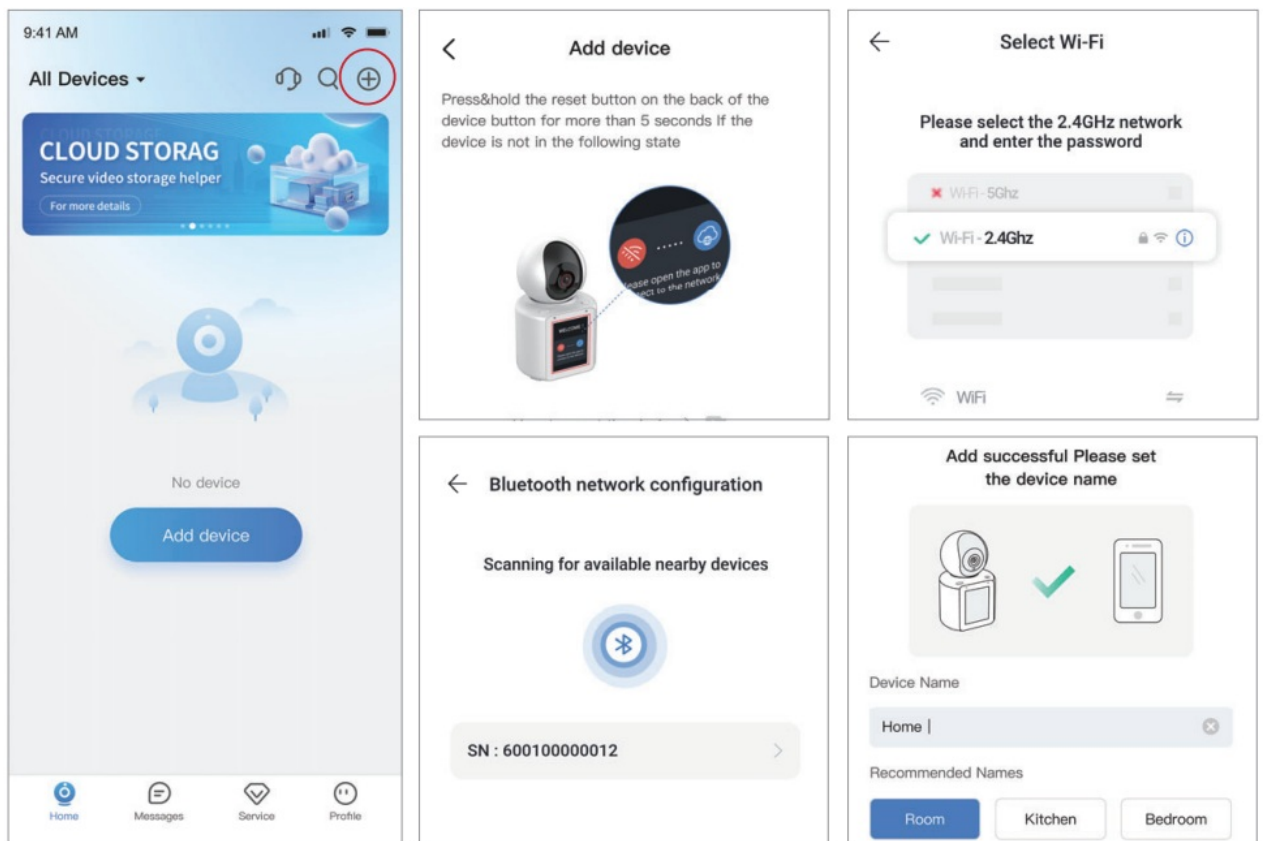 9:41 AM
All Devices
CLOUD STORAGE
CLOUD STORAG
Secure video storage helper
For more details
No device
Add device
Home
Messages
Service
Profile
Add device
Press&hold the reset button on the back of the
device button for more than 5 seconds If the
device is not in the following state
WELCOME
ease open the app to
ect to the network
Bluetooth network configuration
Scanning for available nearby devices
SN : 600100000012
Select Wi-Fi
Please select the 2.4GHz network
and enter the password
Wi-Fi - 5Ghz
Wi-Fi - 2.4Ghz
WiFi
Add successful Please set
the device name
Device Name
Home |
Recommended Names
Room
Kitchen
Bedroom